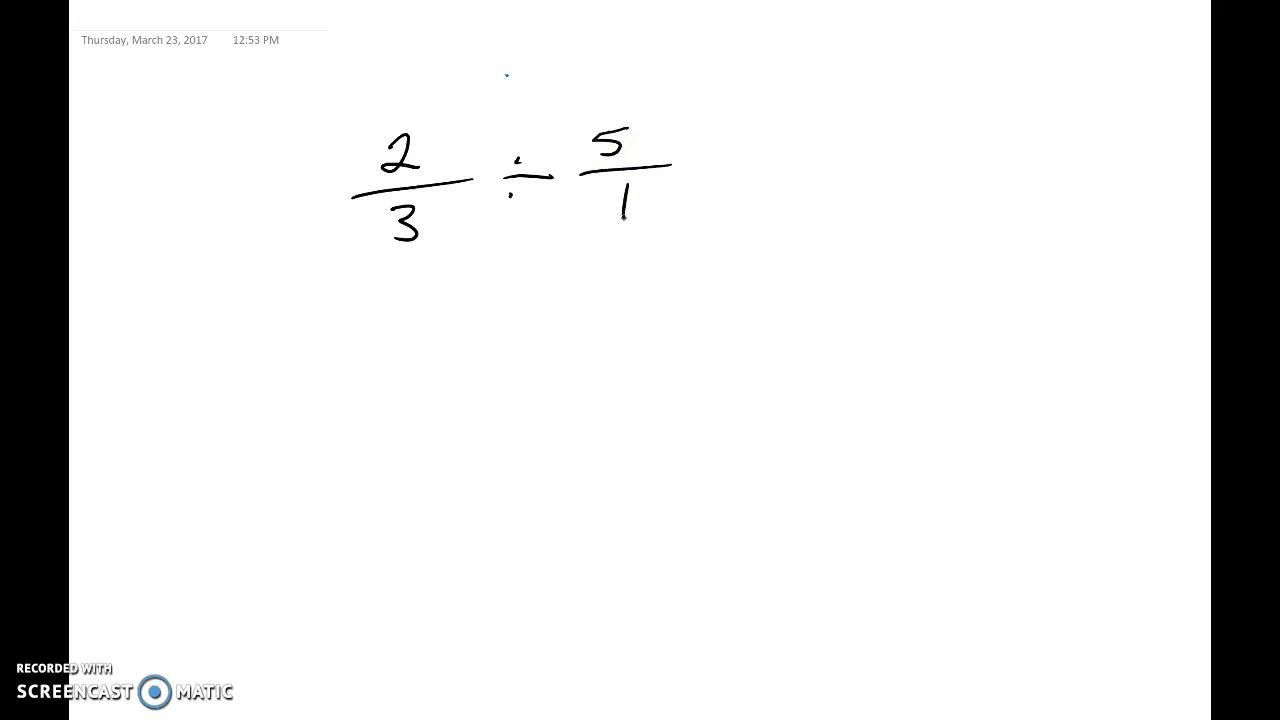 Thursday, March 23, 2017 12:53 PM
2/3 ÷ 5/1
RECORDED WITH
SCREENCAST MATIC